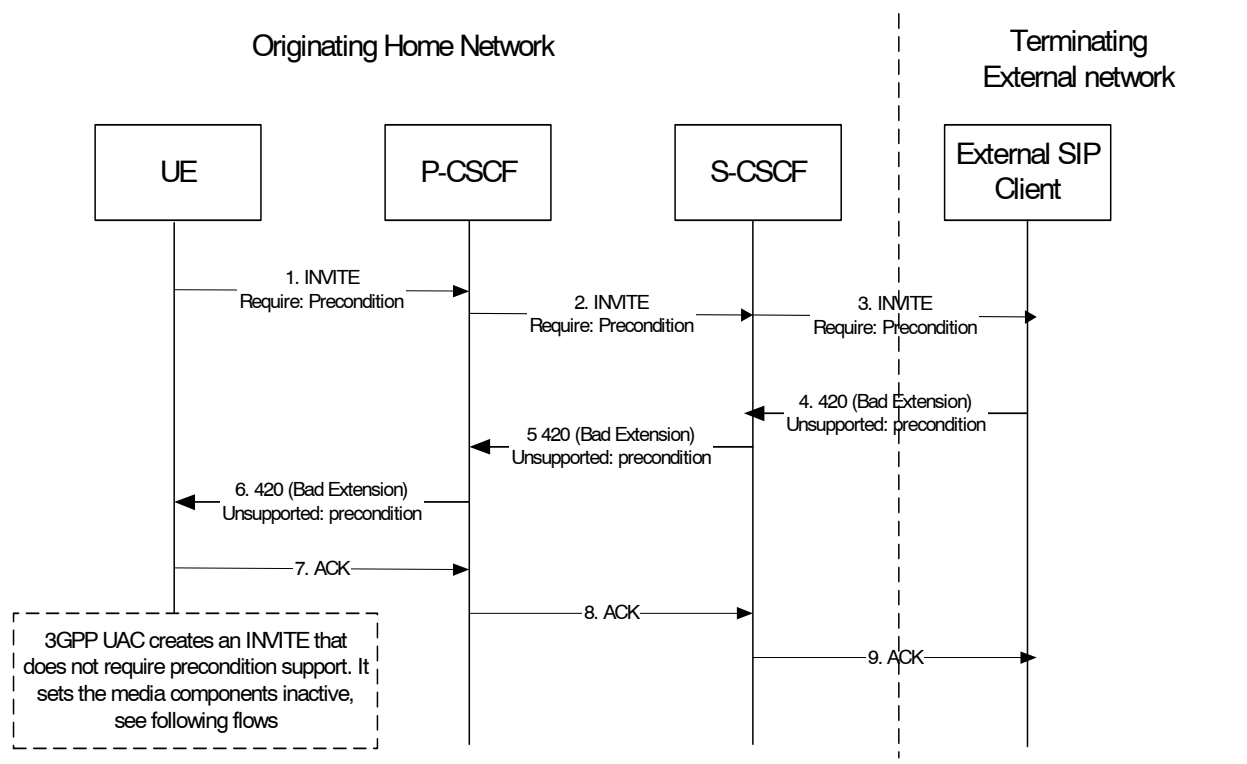 Originating Home Network
Terminating
External network
UE
P-CSCF
S-CSCF
External SIP
Client
1. INVITE
Require: Precondition
2. INVITE
Require: Precondition
3. INVITE
Require: Precondition
4. 420 (Bad Extension)
Unsupported: precondition
5 420 (Bad Extension)
Unsupported: precondition
6. 420 (Bad Extension)
Unsupported: precondition
7. ACK
8. ACK
9. ACK
3GPP UAC creates an INVITE that
does not require precondition support. It
sets the media components inactive,
see following flows